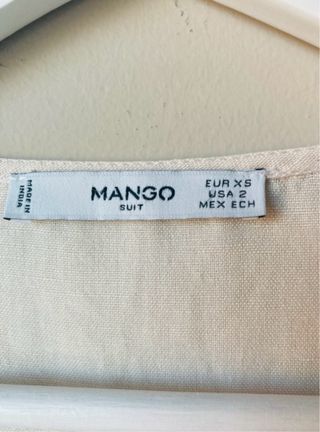 MADE IN
INDIA
MANGO
SUIT
EUR XS
USA 2
MEX ECH